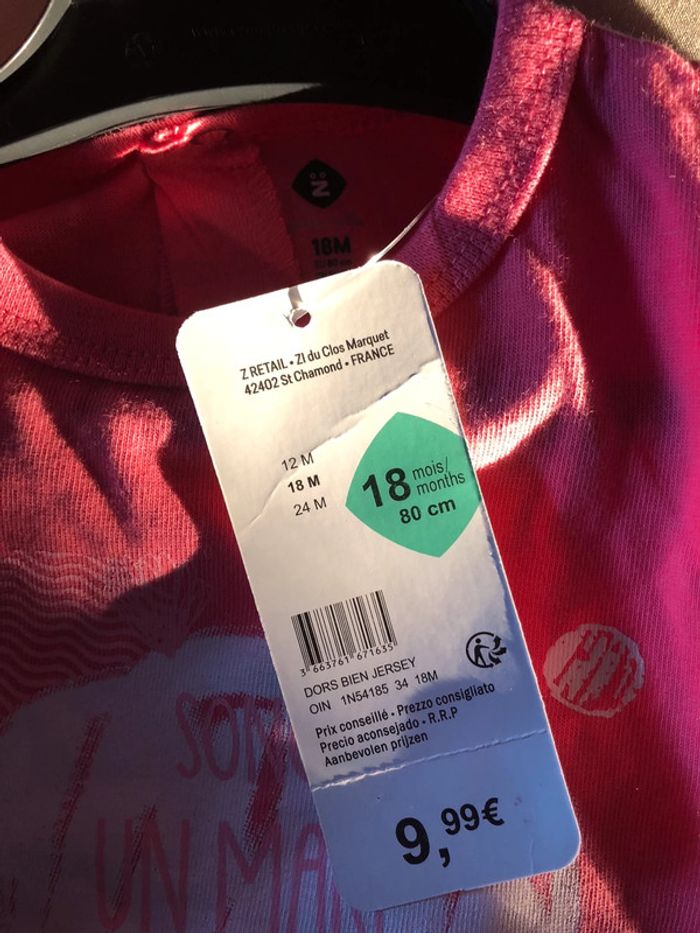 18M
Z RETAIL • ZI du Clos Marquet
42402 St Chamond • FRANCE
12 M
18 M
24 M
18 mois/
months
80 cm
3 663761 671635
DORS BIEN JERSEY
OIN 1N54185 34 18M
Prix conseillé • Prezzo consigliato
Precio aconsejado • R.R.P
Aanbevolen prijzen
9,99€
UN